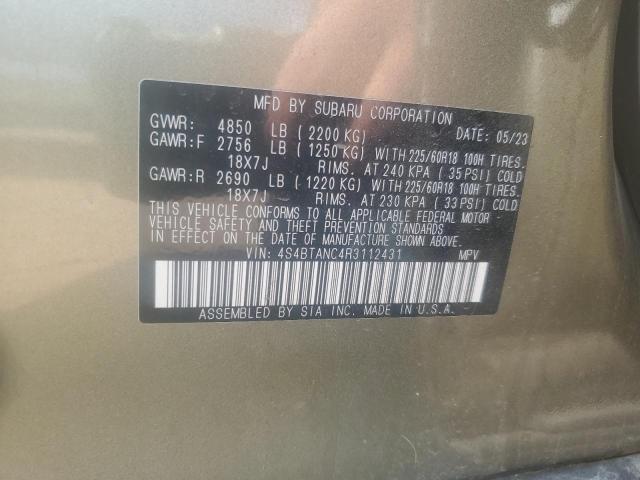 MFD BY SUBARU CORPORATION
GVWR: 4850 LB ( 2200 KG) DATE: 05/23
GAWR:F 2756 LB ( 1250 KG) WITH 225/60R18 100H TIRES.
18X7J RIMS. AT 240 KPA ( 35 PSI) COLD
GAWR:R 2690 LB ( 1220 KG) WITH 225/60R18 100H TIRES.
18X7J RIMS. AT 230 KPA ( 33 PSI) COLD
THIS VEHICLE CONFORMS TO ALL APPLICABLE FEDERAL MOTOR
VEHICLE SAFETY AND THEFT PREVENTION STANDARDS
IN EFFECT ON THE DATE OF MANUFACTURE SHOWN ABOVE.
VIN: 4S4BTANC4R3112431 MPV
ASSEMBLED BY SIA INC. MADE IN U.S.A.